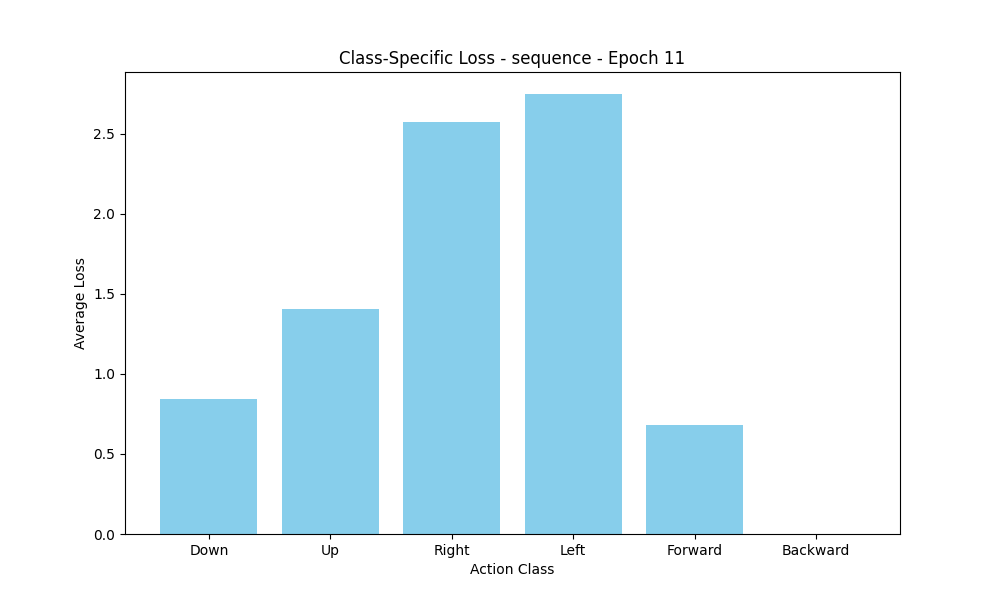 Class-Specific Loss - sequence - Epoch 11
Average Loss
2.5
2.0
1.5
1.0
0.5
0.0
Down Up Right Left Forward Backward
Action Class